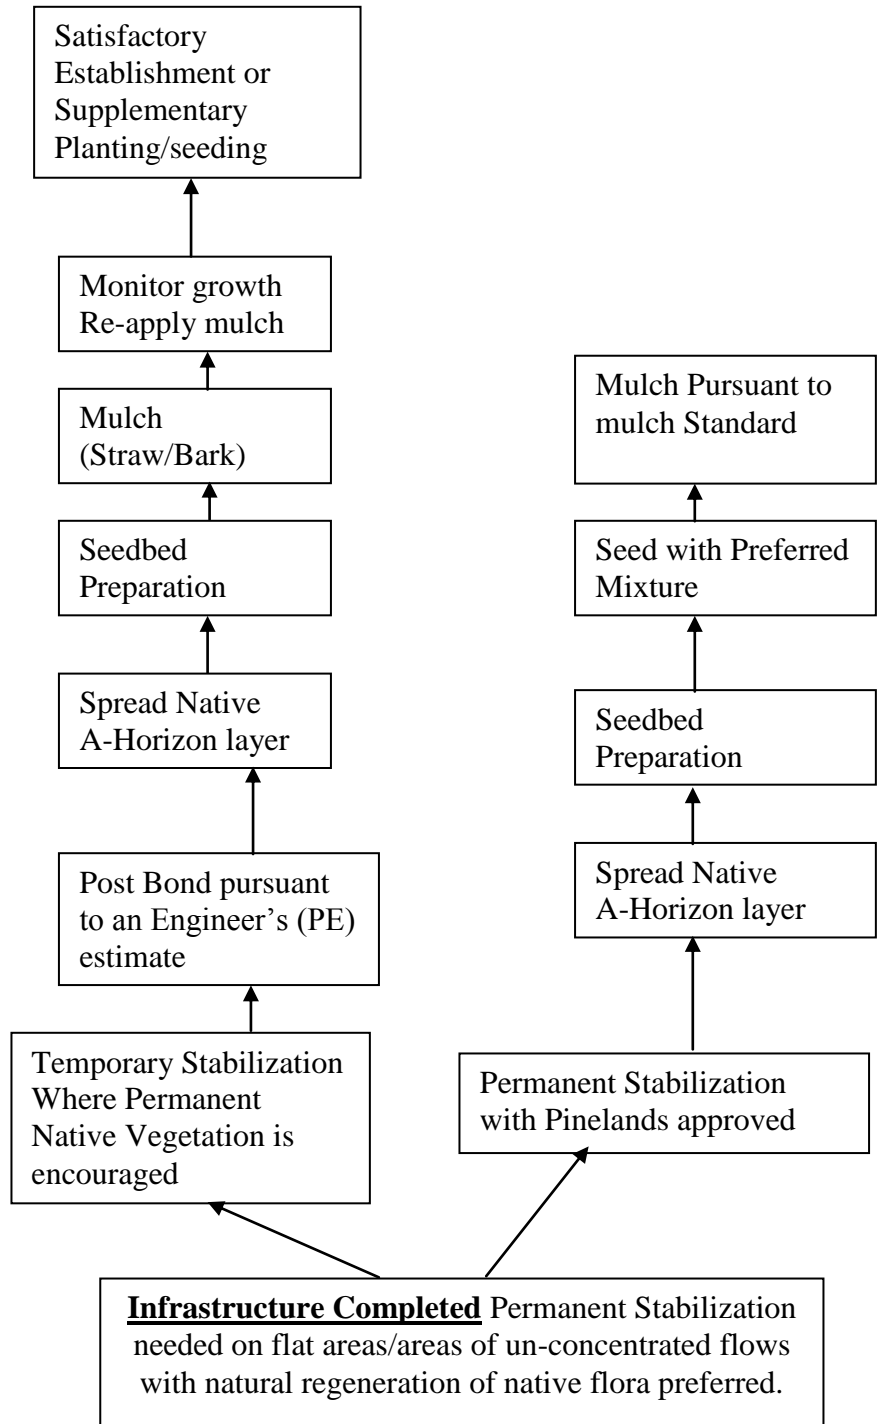 Satisfactory
Establishment or
Supplementary
Planting/seeding
Monitor growth
Re-apply mulch
Mulch
(Straw/Bark)
Seedbed
Preparation
Spread Native
A-Horizon layer
Post Bond pursuant
to an Engineer’s (PE)
estimate
Temporary Stabilization
Where Permanent
Native Vegetation is
encouraged
Mulch Pursuant to
mulch Standard
Seed with Preferred
Mixture
Seedbed
Preparation
Spread Native
A-Horizon layer
Permanent Stabilization
with Pinelands approved
Infrastructure Completed Permanent Stabilization
needed on flat areas/areas of un-concentrated flows
with natural regeneration of native flora preferred.